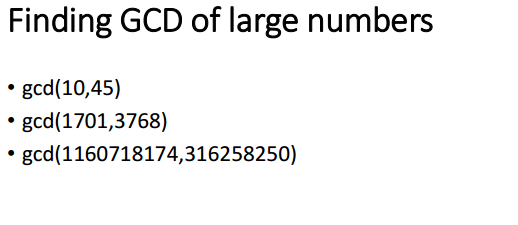 Finding GCD of large numbers
• gcd(10,45)
• gcd(1701,3768)
• gcd(1160718174,316258250)